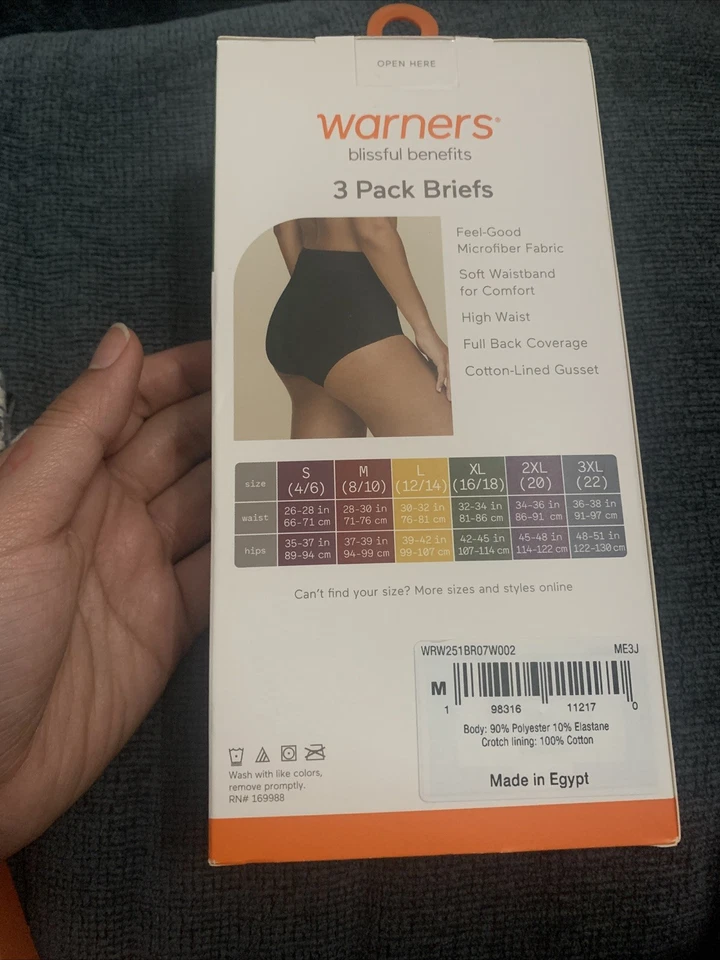 OPEN HERE
warners®
blissful benefits
3 Pack Briefs
Feel-Good
Microfiber Fabric
Soft Waistband
for Comfort
High Waist
Full Back Coverage
Cotton-Lined Gusset
size S (4/6) M (8/10) L (12/14) XL (16/18) 2XL (20) 3XL (22)
waist 26-28 in 66-71 cm 28-30 in 71-76 cm 30-32 in 76-81 cm 32-34 in 81-86 cm 34-36 in 86-91 cm 36-38 in 91-97 cm
hips 35-37 in 89-94 cm 37-39 in 94-99 cm 39-42 in 99-107 cm 42-45 in 107-114 cm 45-48 in 114-122 cm 48-51 in 122-130 cm
Can't find your size? More sizes and styles online
WRW251BR07W002 ME3J
M
1 98316 11217 0
Body: 90% Polyester 10% Elastane
Crotch lining: 100% Cotton
Made in Egypt
Wash with like colors,
remove promptly.
RN# 169988